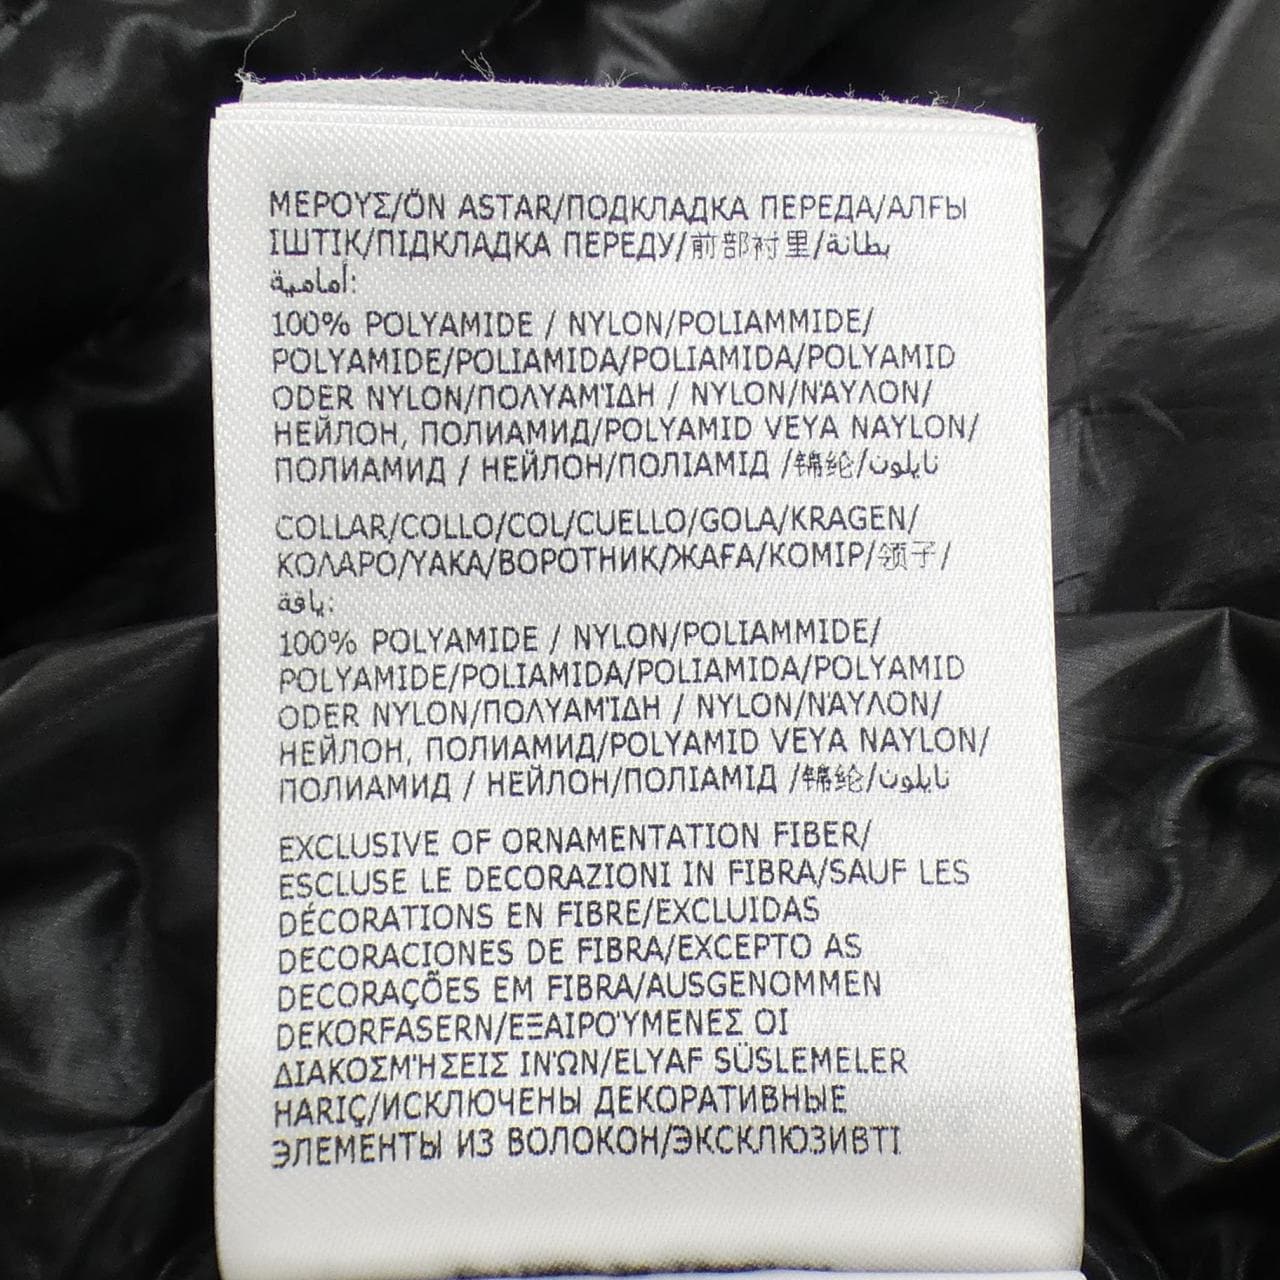 ΜΕΡΟΥΣ/ÖN ASTAR/ПОДКЛАДКА ПЕРЕДА/АЛҒЫ
ІШТІК/ПІДКЛАДКА ПЕРЕДУ/前部衬里/بطانة
أمامية:
100% POLYAMIDE / NYLON/POLIAMMIDE/
POLYAMIDE/POLIAMIDA/POLIAMIDA/POLYAMID
ODER NYLON/ΠΟΛΥΑΜΊΔΗ / NYLON/ΝΆΥΛΟΝ/
НЕЙЛОН, ПОЛИАМИД/POLYAMID VEYA NAYLON/
ПОЛИАМИД / НЕЙЛОН/ПОЛІАМІД /锦纶/نايلون
COLLAR/COLLO/COL/CUELLO/GOLA/KRAGEN/
ΚΟΛΑΡΟ/YAKA/ВОРОТНИК/ЖАҒА/КОМІР/领子/
ياقة:
100% POLYAMIDE / NYLON/POLIAMMIDE/
POLYAMIDE/POLIAMIDA/POLIAMIDA/POLYAMID
ODER NYLON/ΠΟΛΥΑΜΊΔΗ / NYLON/ΝΆΥΛΟΝ/
НЕЙЛОН, ПОЛИАМИД/POLYAMID VEYA NAYLON/
ПОЛИАМИД / НЕЙЛОН/ПОЛІАМІД /锦纶/نايلون
EXCLUSIVE OF ORNAMENTATION FIBER/
ESCLUSE LE DECORAZIONI IN FIBRA/SAUF LES
DÉCORATIONS EN FIBRE/EXCLUIDAS
DECORACIONES DE FIBRA/EXCEPTO AS
DECORAÇÕES EM FIBRA/AUSGENOMMEN
DEKORFASERN/ΕΞΑΙΡΟΎΜΕΝΕΣ ΟΙ
ΔΙΑΚΟΣΜΉΣΕΙΣ ΙΝΏΝ/ELYAF SÜSLEMELER
HARIÇ/ИСКЛЮЧЕНЫ ДЕКОРАТИВНЫЕ
ЭЛЕМЕНТЫ ИЗ ВОЛОКОН/ЭКСКЛЮЗИВТІ